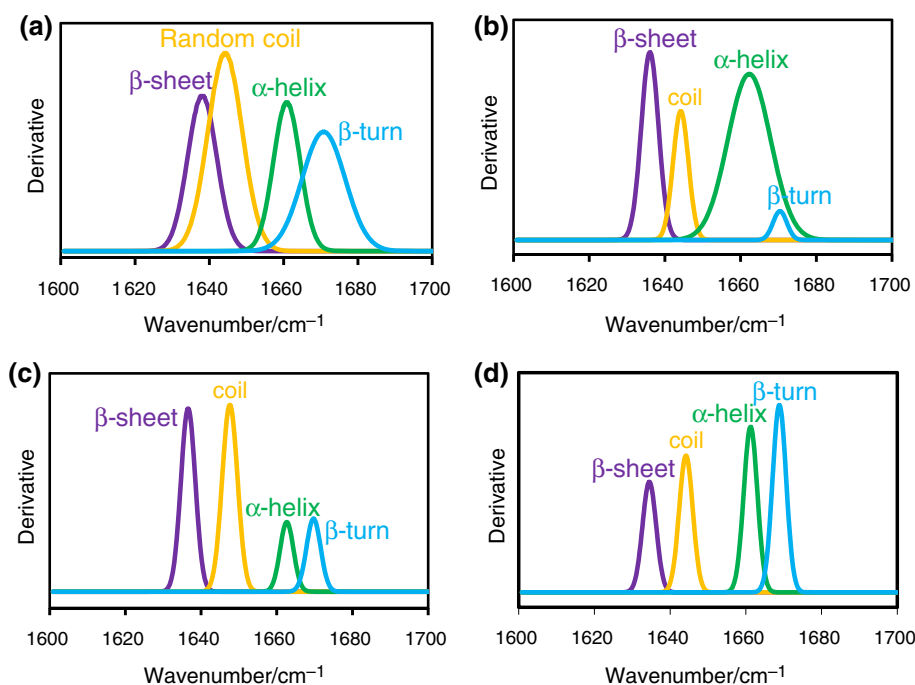 (a)
Random coil
β-sheet
α-helix
β-turn
Derivative
1600 1620 1640 1660 1680 1700
Wavenumber/cm⁻¹
(b)
β-sheet
α-helix
coil
β-turn
Derivative
1600 1620 1640 1660 1680 1700
Wavenumber/cm⁻¹
(c)
coil
β-sheet
α-helix
β-turn
Derivative
1600 1620 1640 1660 1680 1700
Wavenumber/cm⁻¹
(d)
β-turn
α-helix
coil
β-sheet
Derivative
1600 1620 1640 1660 1680 1700
Wavenumber/cm⁻¹